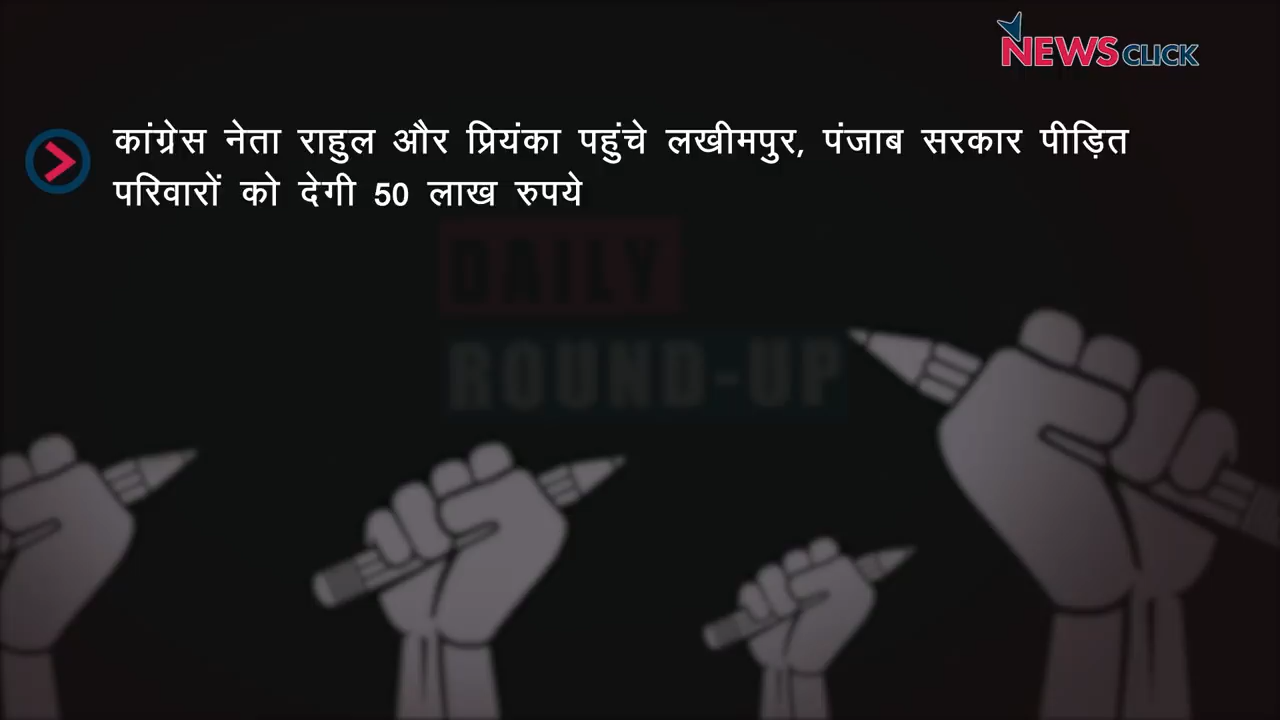 NEWSCLICK
कांग्रेस नेता राहुल और प्रियंका पहुंचे लखीमपुर, पंजाब सरकार पीड़ित
परिवारों को देगी 50 लाख रुपये
DAILY
ROUND-UP